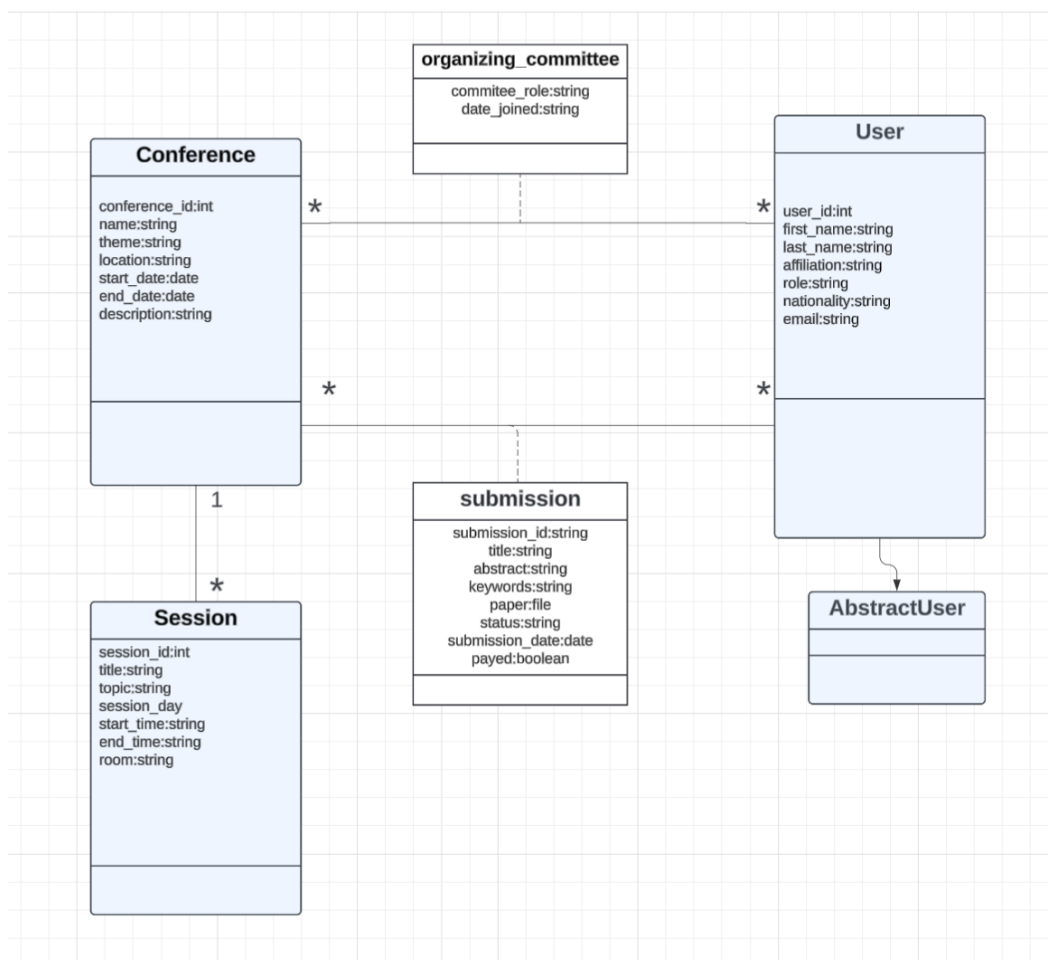 organizing_committee
commitee_role:string
date_joined:string
Conference
conference_id:int
name:string
theme:string
location:string
start_date:date
end_date:date
description:string
*
*
User
user_id:int
first_name:string
last_name:string
affiliation:string
role:string
nationality:string
email:string
*
*
submission
submission_id:string
title:string
abstract:string
keywords:string
paper:file
status:string
submission_date:date
payed:boolean
1
*
Session
session_id:int
title:string
topic:string
session_day
start_time:string
end_time:string
room:string
AbstractUser